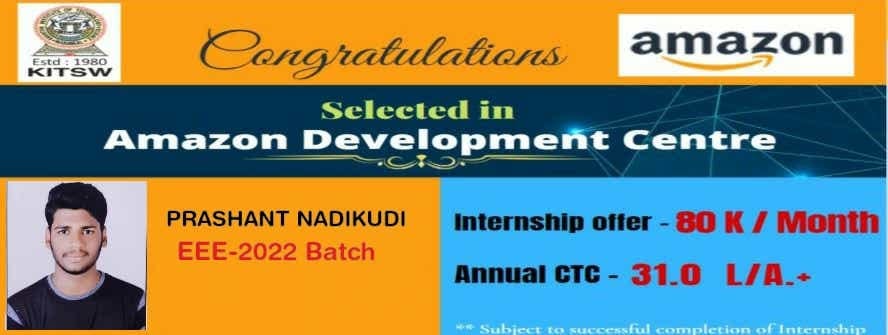 Estd : 1980
KITSW
Congratulations
amazon
Selected in
Amazon Development Centre
PRASHANT NADIKUDI
EEE-2022 Batch
Internship offer - 80 K / Month
Annual CTC - 31.0 L/A.+
** Subject to successful completion of Internship